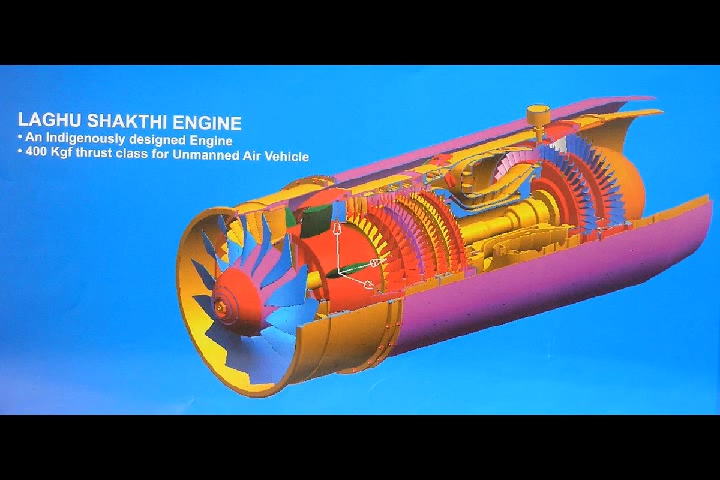 LAGHU SHAKTHI ENGINE
• An Indigenously designed Engine
• 400 Kgf thrust class for Unmanned Air Vehicle